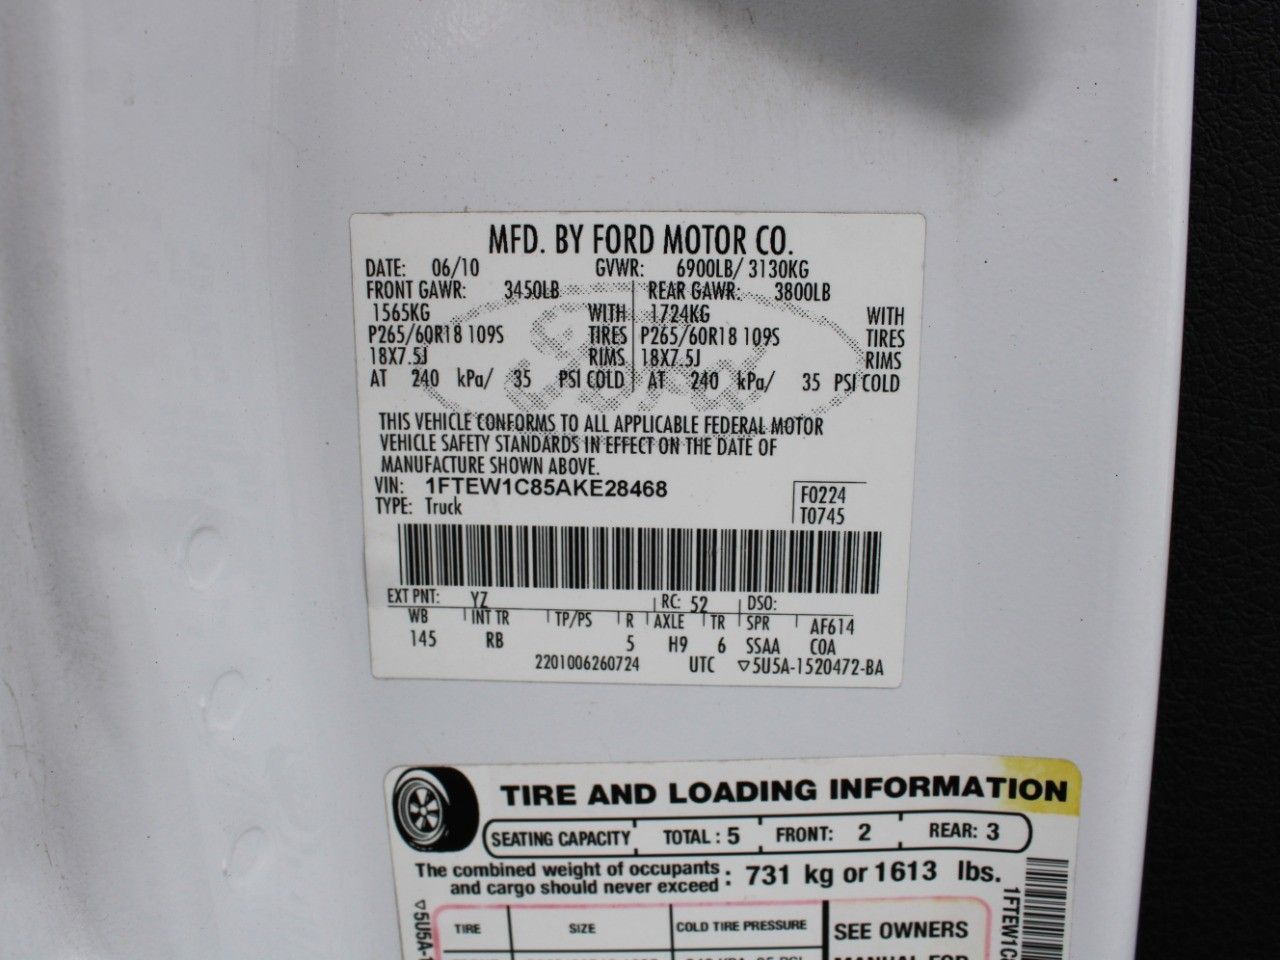 MFD. BY FORD MOTOR CO.
DATE: 06/10 GVWR: 6900LB/ 3130KG
FRONT GAWR: 3450LB REAR GAWR: 3800LB
1565KG WITH 1724KG WITH
P265/60R18 109S TIRES P265/60R18 109S TIRES
18X7.5J RIMS 18X7.5J RIMS
AT 240 kPa/ 35 PSI COLD AT 240 kPa/ 35 PSI COLD
Ford
THIS VEHICLE CONFORMS TO ALL APPLICABLE FEDERAL MOTOR
VEHICLE SAFETY STANDARDS IN EFFECT ON THE DATE OF
MANUFACTURE SHOWN ABOVE.
VIN: 1FTEW1C85AKE28468 F0224
TYPE: Truck T0745
EXT PNT: YZ RC: 52 DSO:
WB INT TR TP/PS R AXLE TR SPR AF614
145 RB 5 H9 6 SSAA COA
2201006260724 UTC ▽5U5A-1520472-BA
TIRE AND LOADING INFORMATION
SEATING CAPACITY TOTAL : 5 FRONT: 2 REAR: 3
The combined weight of occupants
and cargo should never exceed : 731 kg or 1613 lbs.
TIRE SIZE COLD TIRE PRESSURE SEE OWNERS
MANUAL FOR
▽5U5A-
1FTEW1C